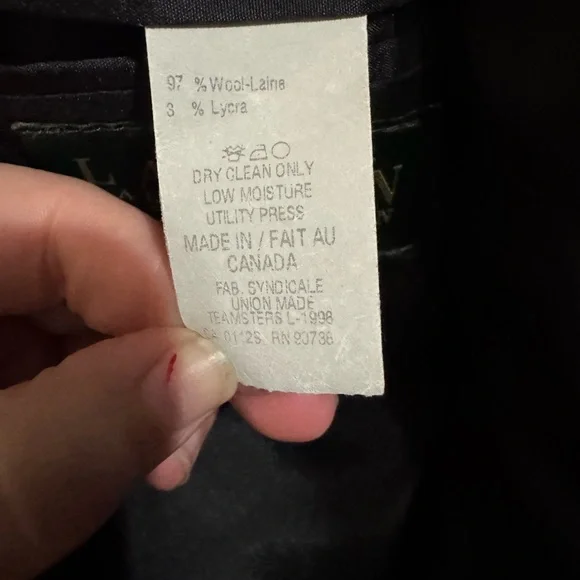 97 % Wool-Laine
3 % Lycra
DRY CLEAN ONLY
LOW MOISTURE
UTILITY PRESS
MADE IN / FAIT AU
CANADA
FAB. SYNDICALE
UNION MADE
TEAMSTERS L-1998
RN 90738